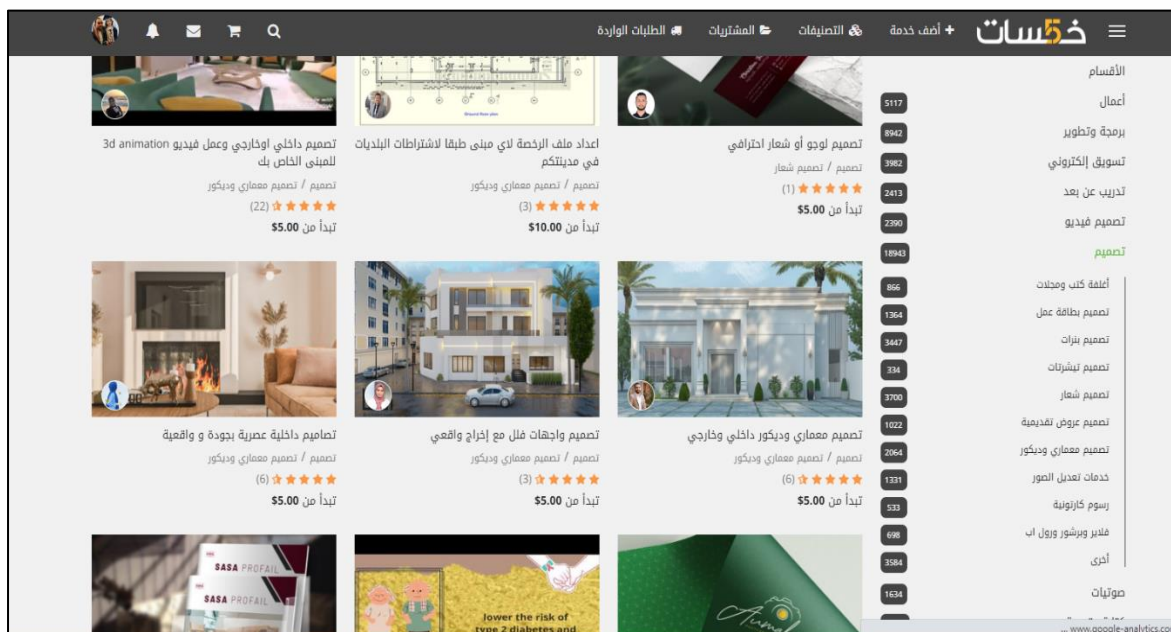 خمسات
أضف خدمة
التصنيفات
المشتريات
الطلبات الواردة
الأقسام
أعمال 5117
برمجة وتطوير 8942
تسويق إلكتروني 3982
تدريب عن بعد 2413
تصميم فيديو 2390
تصميم 18943
أغلفة كتب ومجلات 866
تصميم بطاقة عمل 1364
تصميم بنرات 3447
تصميم تيشرتات 334
تصميم شعار 3700
تصميم عروض تقديمية 1022
تصميم معماري وديكور 2064
خدمات تعديل الصور 1331
رسوم كارتونية 533
فلاير وبرشور ورول اب 698
أخرى 3584
صوتيات 1634
تصميم لوجو أو شعار احترافي
تصميم / تصميم شعار
(1)
تبدأ من $5.00
Ground floor plan
اعداد ملف الرخصة لاي مبنى طبقا لاشتراطات البلديات
في مدينتكم
تصميم / تصميم معماري وديكور
(3)
تبدأ من $10.00
تصميم داخلي اوخارجي وعمل فيديو 3d animation
للمبنى الخاص بك
تصميم / تصميم معماري وديكور
(22)
تبدأ من $5.00
تصميم معماري وديكور داخلي وخارجي
تصميم / تصميم معماري وديكور
(6)
تبدأ من $5.00
تصميم واجهات فلل مع إخراج واقعي
تصميم / تصميم معماري وديكور
(3)
تبدأ من $5.00
تصاميم داخلية عصرية بجودة و واقعية
تصميم / تصميم معماري وديكور
(6)
تبدأ من $5.00
lower the risk of
type 2 diabetes and
SASA PROFAIL
SASA PROFAIL
www.google-analytics.com ...